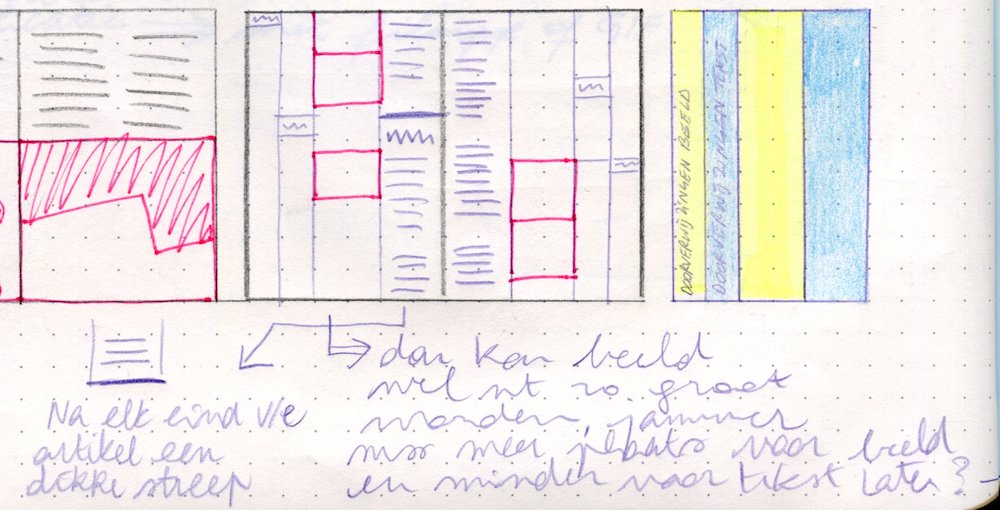 DOORVERWIJZINGEN BEELD
DOORVERWIJZINGEN TEKST
Na elk eind v/e
artikel een
dikke streep
dan kan beeld
wel nt zo groot
worden, jammer
mss meer plaats voor beeld
en minder voor tekst laten?